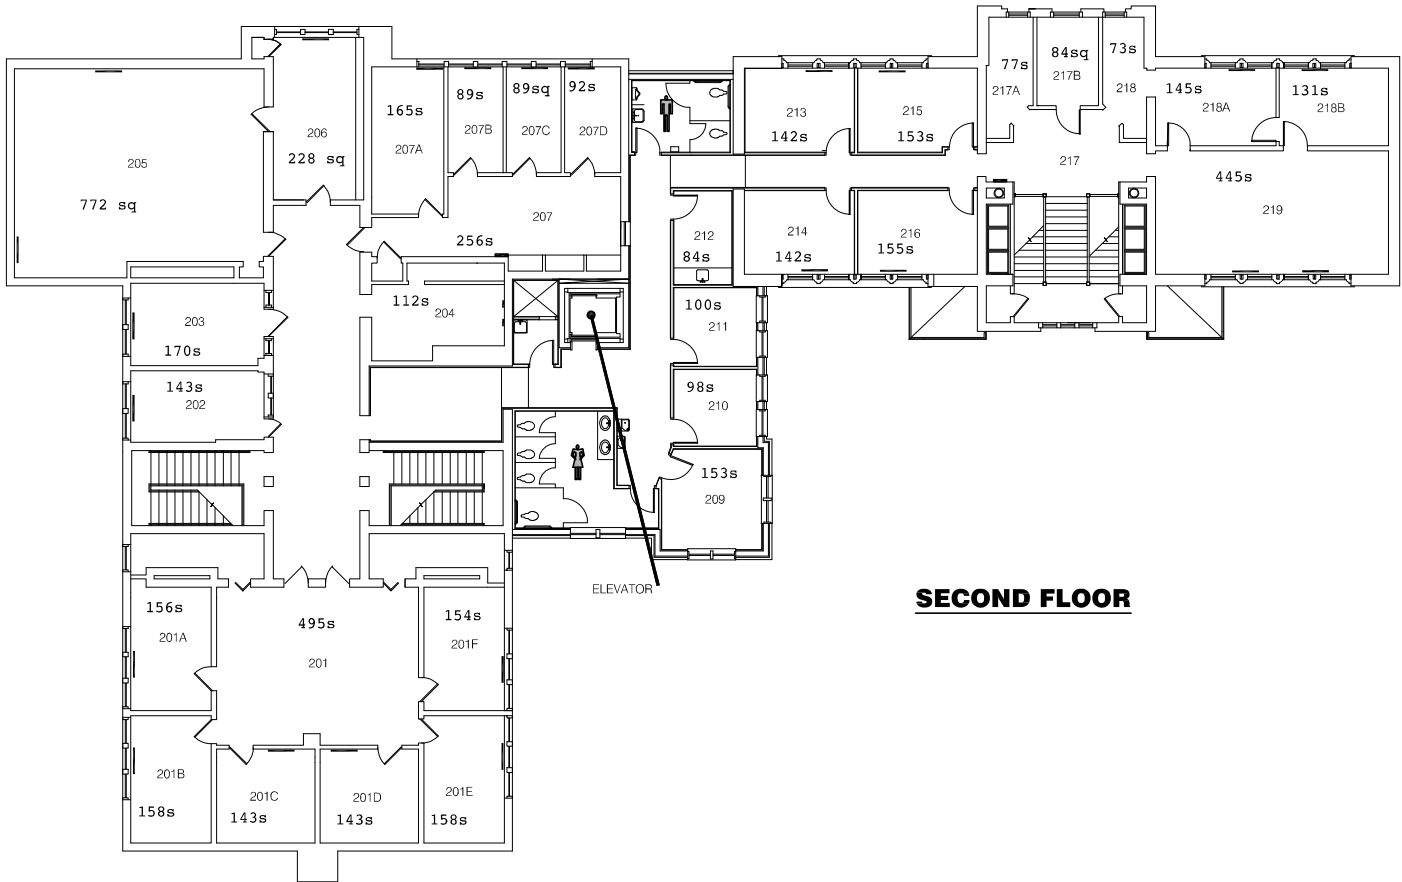 77s
84sq
73s
217A
217B
218
145s
131s
218A
218B
165s
89s
89sq
92s
206
228 sq
207A
207B
207C
207D
213
142s
215
153s
205
772 sq
217
445s
219
207
256s
212
84s
214
142s
216
155s
112s
204
100s
211
203
170s
143s
202
98s
210
153s
209
ELEVATOR
SECOND FLOOR
156s
201A
495s
201
154s
201F
201B
158s
201C
143s
201D
143s
201E
158s